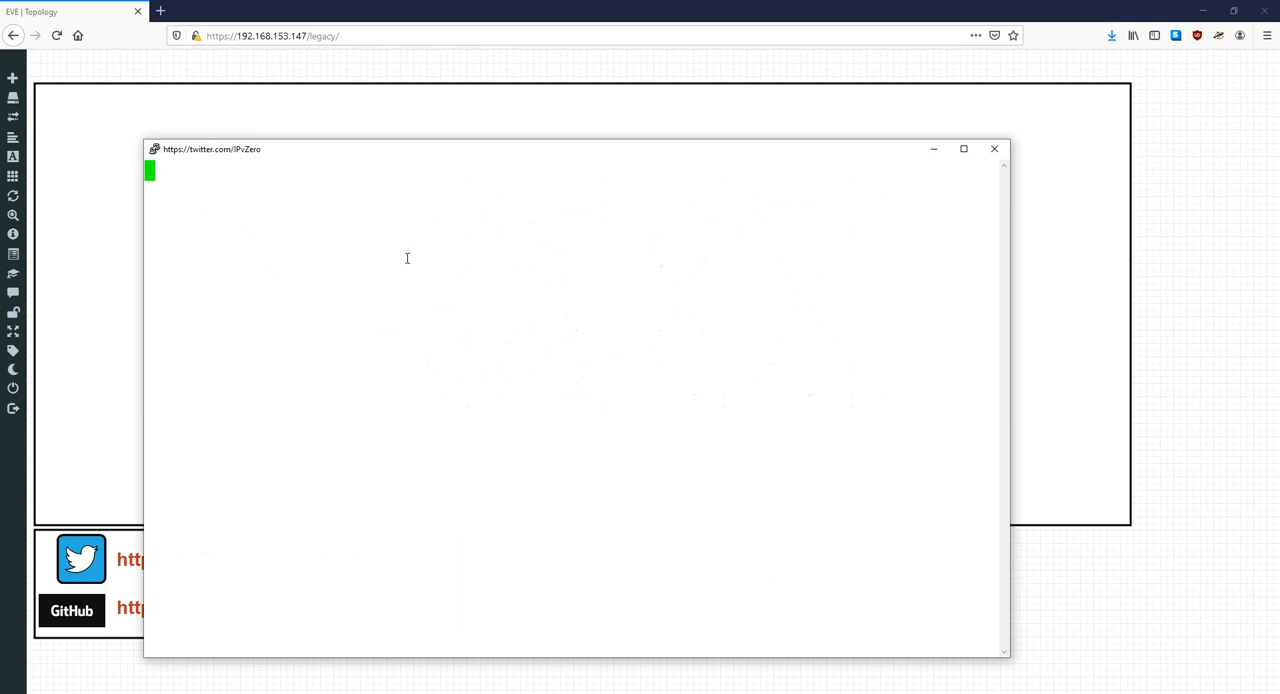 EVE | Topology
https://192.168.153.147/legacy/
https://twitter.com/IPvZero
http
GitHub
http